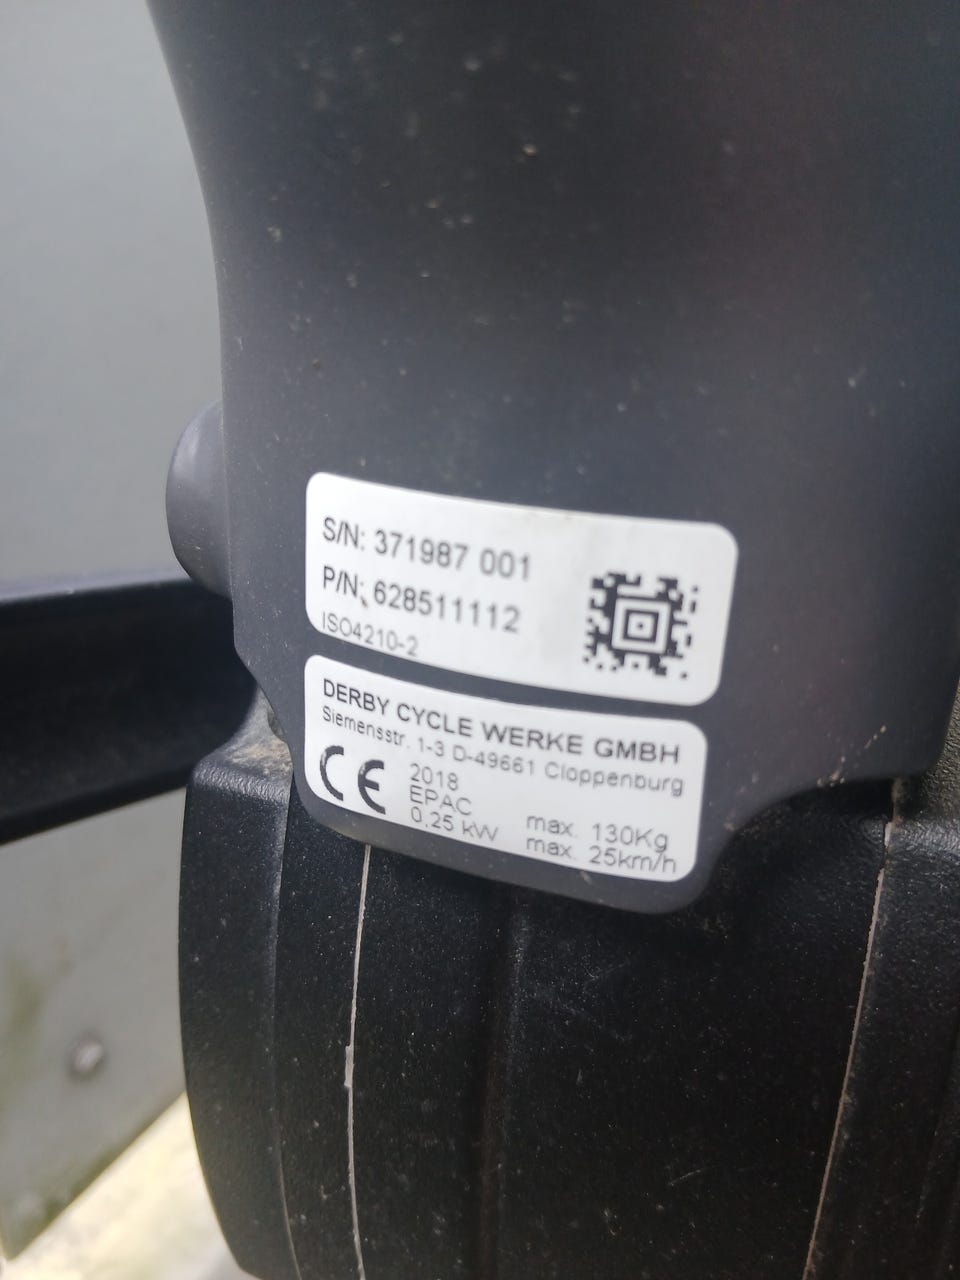 S/N: 371987 001
P/N: 628511112
ISO4210-2
DERBY CYCLE WERKE GMBH
Siemensstr. 1-3 D-49661 Cloppenburg
CE
2018
EPAC
0.25 kW
max. 130Kg
max. 25km/h